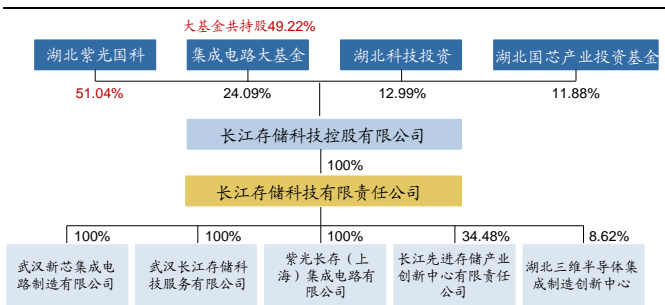 大基金共持股49.22%
湖北紫光国科
集成电路大基金
湖北科技投资
湖北国芯产业投资基金
51.04%
24.09%
12.99%
11.88%
长江存储科技控股有限公司
100%
长江存储科技有限责任公司
100%
100%
100%
34.48%
8.62%
武汉新芯集成电
路制造有限公司
武汉长江存储科
技服务有限公司
紫光长存（上
海）集成电路有
限公司
长江先进存储产业
创新中心有限责任
公司
湖北三维半导体集
成制造创新中心